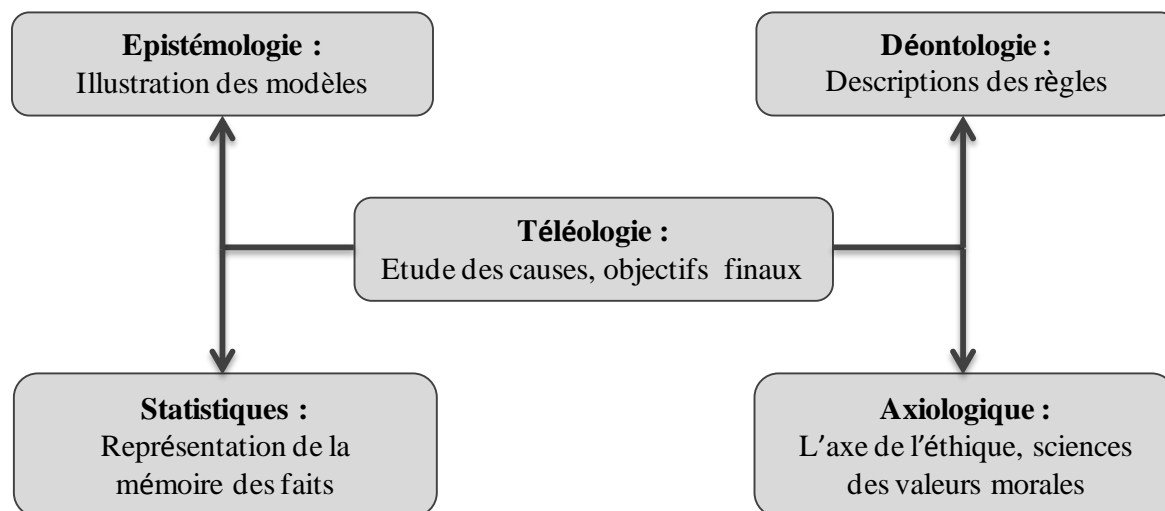 Epistémologie :
Illustration des modèles
Déontologie :
Descriptions des règles
Téléologie :
Etude des causes, objectifs finaux
Statistiques :
Représentation de la
mémoire des faits
Axiologique :
L’axe de l’éthique, sciences
des valeurs morales